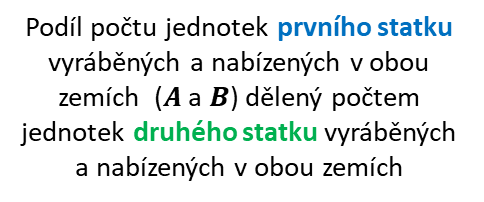 Podíl počtu jednotek prvního statku
vyráběných a nabízených v obou
zemích (A a B) dělený počtem
jednotek druhého statku vyráběných
a nabízených v obou zemích